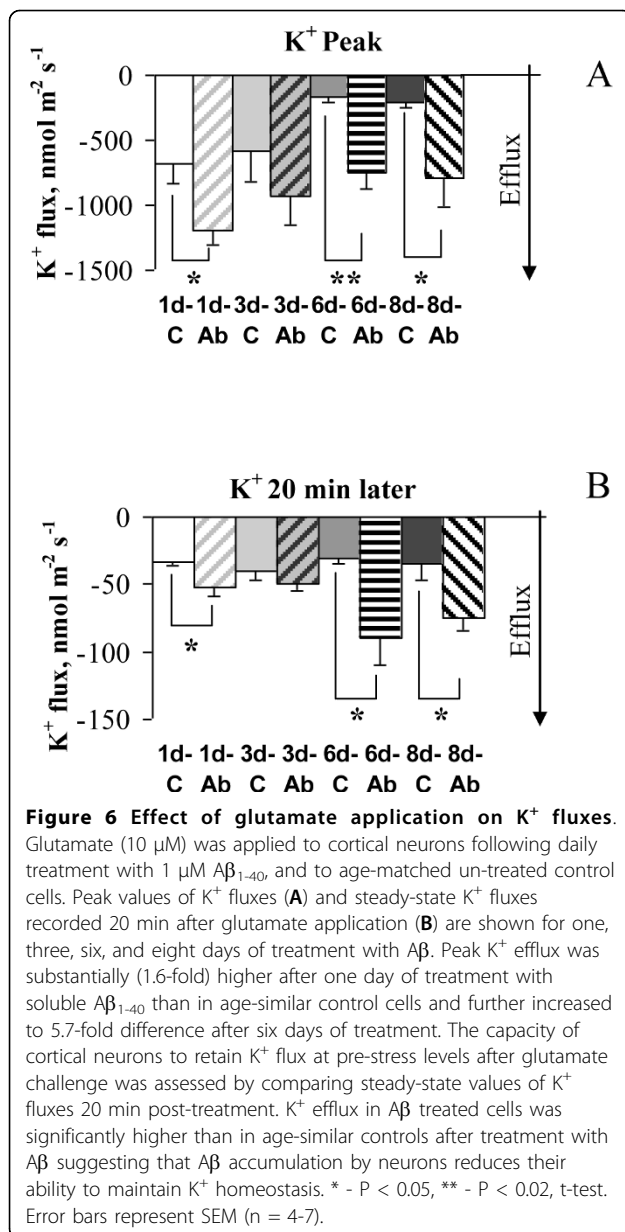 K⁺ Peak
A
0
-500
-1000
-1500
K⁺ flux, nmol m⁻² s⁻¹
Efflux
* ** *
1d- 1d- 3d- 3d- 6d- 6d- 8d- 8d-
C Ab C Ab C Ab C Ab
K⁺ 20 min later
B
0
-50
-100
-150
K⁺ flux, nmol m⁻² s⁻¹
Efflux
* * *
1d- 1d- 3d- 3d- 6d- 6d- 8d- 8d-
C Ab C Ab C Ab C Ab
Figure 6 Effect of glutamate application on K⁺ fluxes.
Glutamate (10 μM) was applied to cortical neurons following daily
treatment with 1 μM Aβ₁₋₄₀, and to age-matched un-treated control
cells. Peak values of K⁺ fluxes (A) and steady-state K⁺ fluxes
recorded 20 min after glutamate application (B) are shown for one,
three, six, and eight days of treatment with Aβ. Peak K⁺ efflux was
substantially (1.6-fold) higher after one day of treatment with
soluble Aβ₁₋₄₀ than in age-similar control cells and further increased
to 5.7-fold difference after six days of treatment. The capacity of
cortical neurons to retain K⁺ flux at pre-stress levels after glutamate
challenge was assessed by comparing steady-state values of K⁺
fluxes 20 min post-treatment. K⁺ efflux in Aβ treated cells was
significantly higher than in age-similar controls after treatment with
Aβ suggesting that Aβ accumulation by neurons reduces their
ability to maintain K⁺ homeostasis. * - P < 0.05, ** - P < 0.02, t-test.
Error bars represent SEM (n = 4-7).